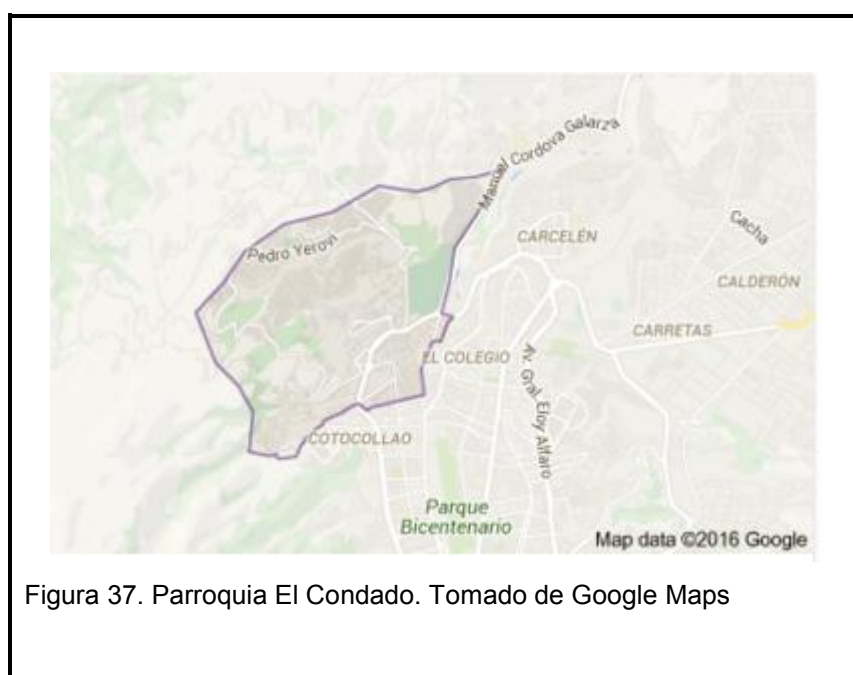 Manuel Cordova Galarza
Pedro Yerovi
CARCELÉN
Cacha
CALDERÓN
CARRETAS
EL COLEGIO
Av. Gral. Eloy Alfaro
COTOCOLLAO
Parque
Bicentenario
Map data ©2016 Google
Figura 37. Parroquia El Condado. Tomado de Google Maps